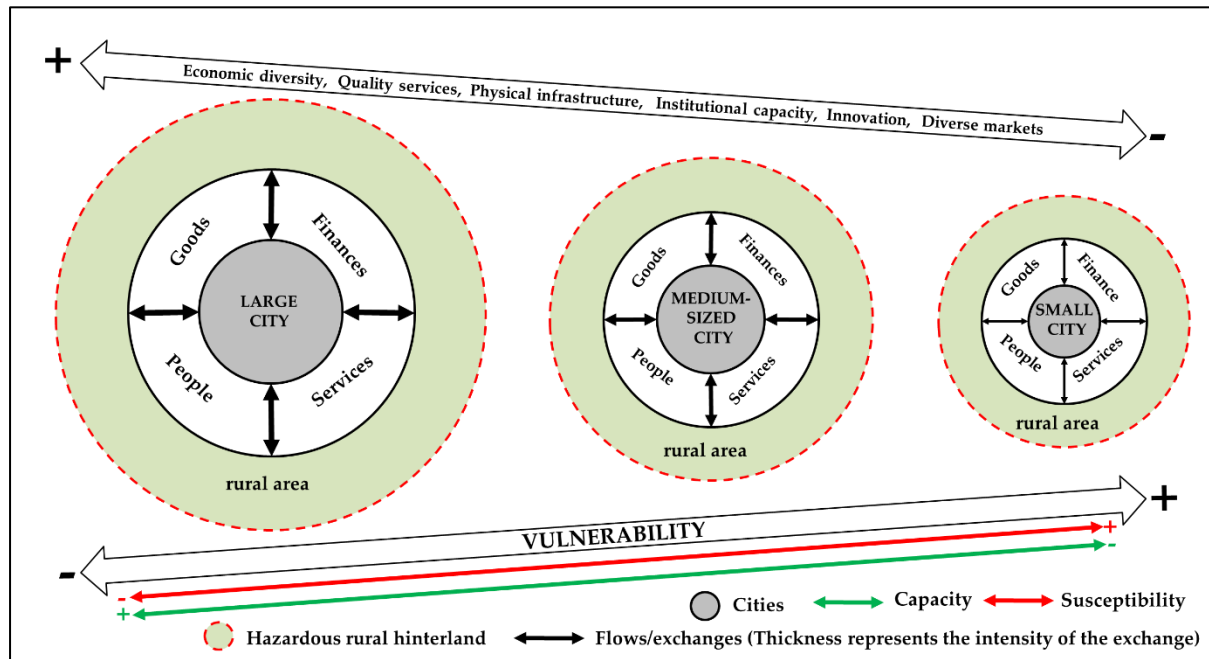 +
Economic diversity, Quality services, Physical infrastructure, Institutional capacity, Innovation, Diverse markets
-
Goods
Finances
LARGE
CITY
People
Services
rural area
Goods
Finances
MEDIUM-
SIZED
CITY
People
Services
rural area
Goods
Finance
SMALL
CITY
People
Services
rural area
+
VULNERABILITY
-
+
-
-
+
Cities
Capacity
Susceptibility
Hazardous rural hinterland
Flows/exchanges (Thickness represents the intensity of the exchange)